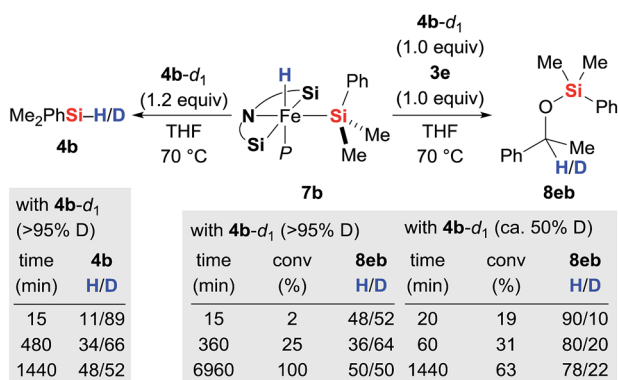 4b-d1
(1.2 equiv)
THF
70 °C
Me2PhSi–H/D
4b
H
Si
N
Fe
Si
P
Si
Ph
Me
Me
7b
4b-d1
(1.0 equiv)
3e
(1.0 equiv)
THF
70 °C
Me Me
Si
O
Ph
Ph
Me
H/D
8eb
with 4b-d1
(>95% D)
time 4b
(min) H/D
15 11/89
480 34/66
1440 48/52
with 4b-d1 (>95% D)
time conv 8eb
(min) (%) H/D
15 2 48/52
360 25 36/64
6960 100 50/50
with 4b-d1 (ca. 50% D)
time conv 8eb
(min) (%) H/D
20 19 90/10
60 31 80/20
1440 63 78/22